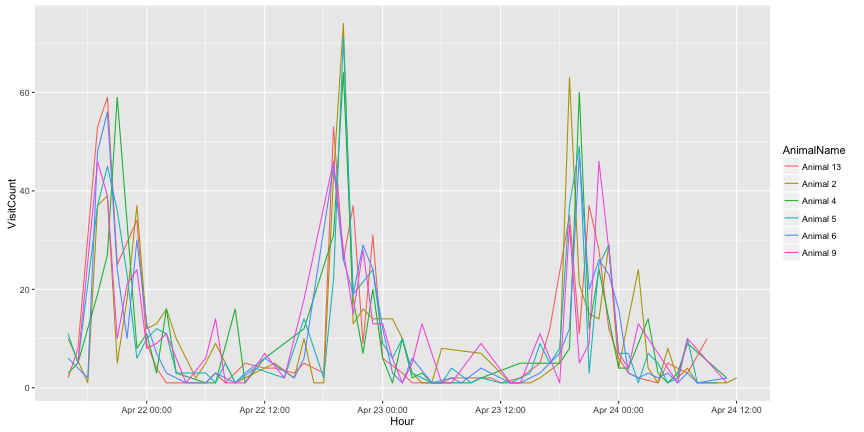 VisitCount
60
40
20
0
Apr 22 00:00
Apr 22 12:00
Apr 23 00:00
Apr 23 12:00
Apr 24 00:00
Apr 24 12:00
Hour
AnimalName
Animal 13
Animal 2
Animal 4
Animal 5
Animal 6
Animal 9